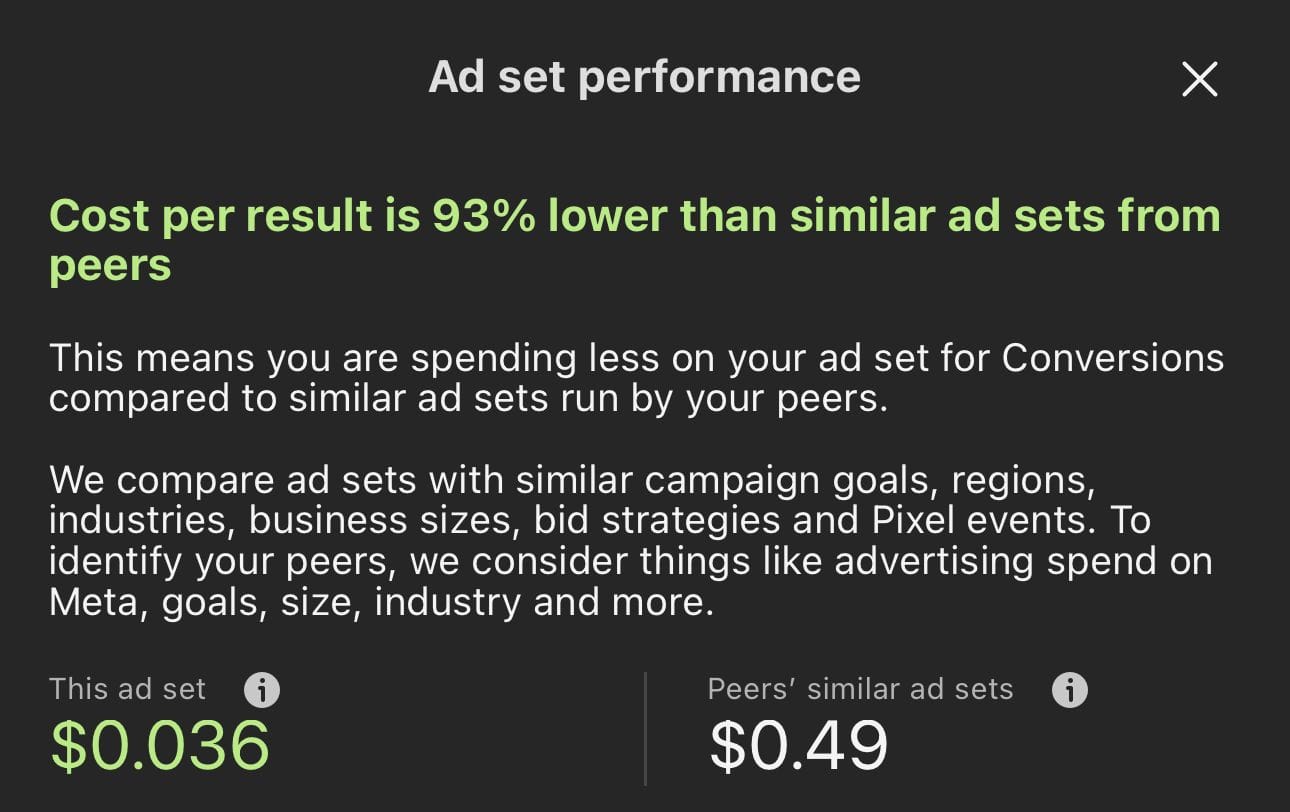 Ad set performance
Cost per result is 93% lower than similar ad sets from
peers
This means you are spending less on your ad set for Conversions
compared to similar ad sets run by your peers.
We compare ad sets with similar campaign goals, regions,
industries, business sizes, bid strategies and Pixel events. To
identify your peers, we consider things like advertising spend on
Meta, goals, size, industry and more.
This ad set
$0.036
Peers’ similar ad sets
$0.49